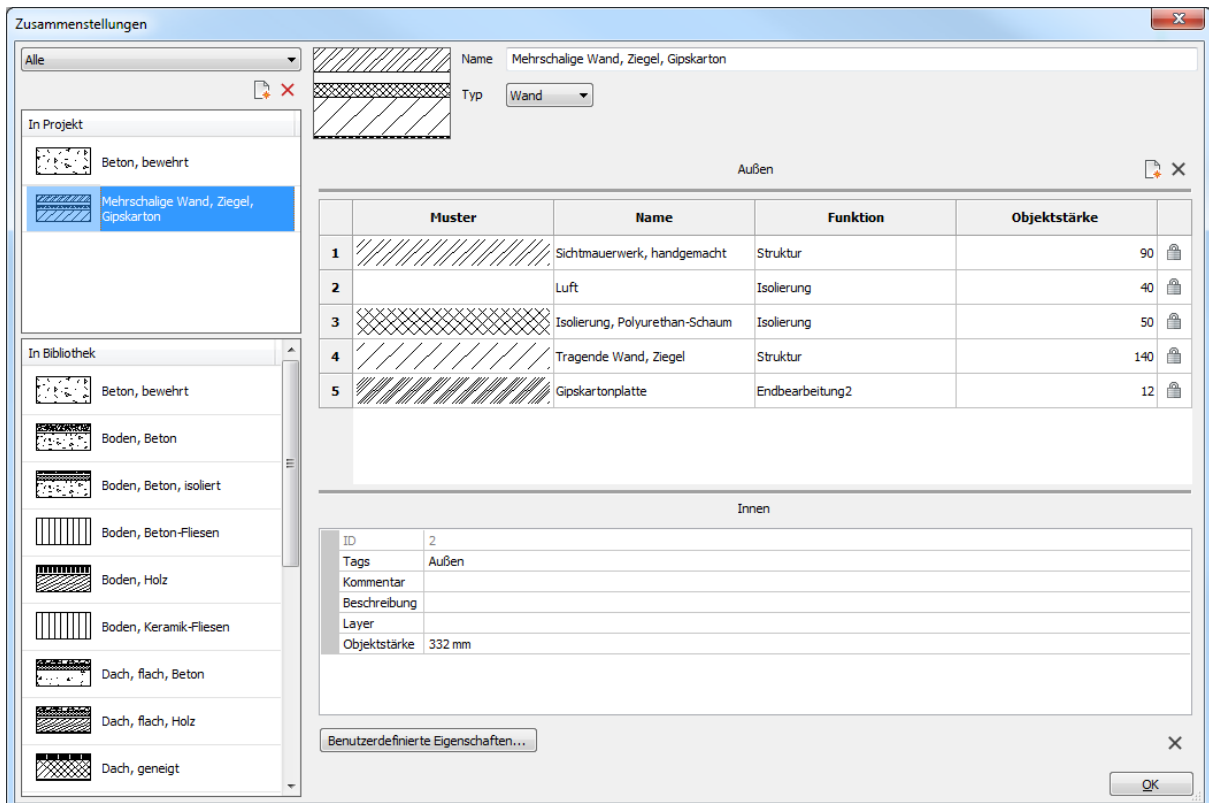 Zusammenstellungen
Alle
In Projekt
Beton, bewehrt
Mehrschalige Wand, Ziegel,
Gipskarton
In Bibliothek
Beton, bewehrt
Boden, Beton
Boden, Beton, isoliert
Boden, Beton-Fliesen
Boden, Holz
Boden, Keramik-Fliesen
Dach, flach, Beton
Dach, flach, Holz
Dach, geneigt
Name Mehrschalige Wand, Ziegel, Gipskarton
Typ Wand
Außen
Muster Name Funktion Objektstärke
1 Sichtmauerwerk, handgemacht Struktur 90
2 Luft Isolierung 40
3 Isolierung, Polyurethan-Schaum Isolierung 50
4 Tragende Wand, Ziegel Struktur 140
5 Gipskartonplatte Endbearbeitung2 12
Innen
ID 2
Tags Außen
Kommentar
Beschreibung
Layer
Objektstärke 332 mm
Benutzerdefinierte Eigenschaften...
OK